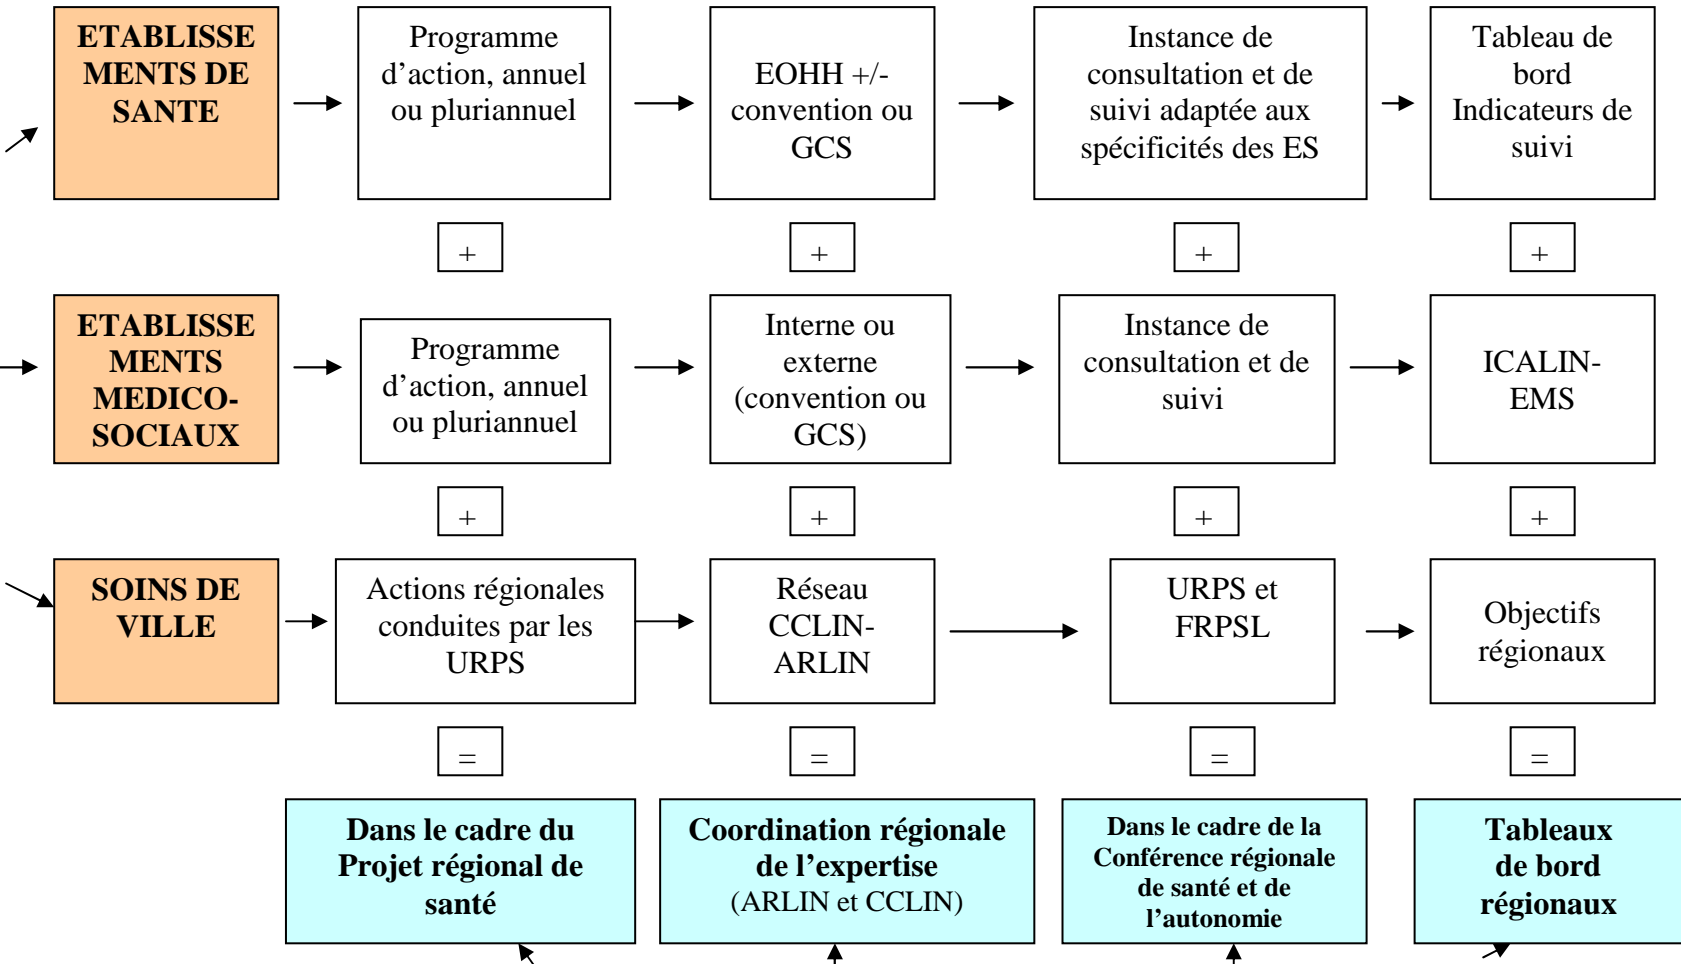 ETABLISSE
MENTS DE
SANTE
Programme
d'action, annuel
ou pluriannuel
EOHH +/-
convention ou
GCS
Instance de
consultation et de
suivi adaptée aux
spécificités des ES
Tableau de
bord
Indicateurs de
suivi
+
+
+
+
ETABLISSE
MENTS
MEDICO-
SOCIAUX
Programme
d'action, annuel
ou pluriannuel
Interne ou
externe
(convention ou
GCS)
Instance de
consultation et de
suivi
ICALIN-
EMS
+
+
+
+
SOINS DE
VILLE
Actions régionales
conduites par les
URPS
Réseau
CCLIN-
ARLIN
URPS et
FRPSL
Objectifs
régionaux
=
=
=
=
Dans le cadre du
Projet régional de
santé
Coordination régionale
de l'expertise
(ARLIN et CCLIN)
Dans le cadre de la
Conférence régionale
de santé et de
l'autonomie
Tableaux
de bord
régionaux